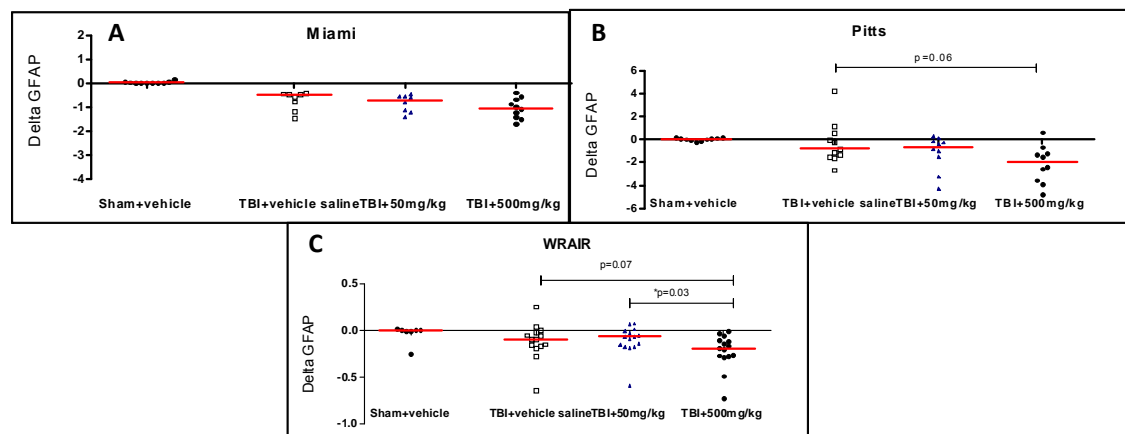 A
Miami
Delta GFAP
2
1
0
-1
-2
-3
-4
Sham+vehicle
TBI+vehicle saline
TBI+50mg/kg
TBI+500mg/kg
B
Pitts
p=0.06
Delta GFAP
6
4
2
0
-2
-4
-6
Sham+vehicle
TBI+vehicle saline
TBI+50mg/kg
TBI+500mg/kg
C
WRAIR
p=0.07
*p=0.03
Delta GFAP
0.5
0.0
-0.5
-1.0
Sham+vehicle
TBI+vehicle saline
TBI+50mg/kg
TBI+500mg/kg